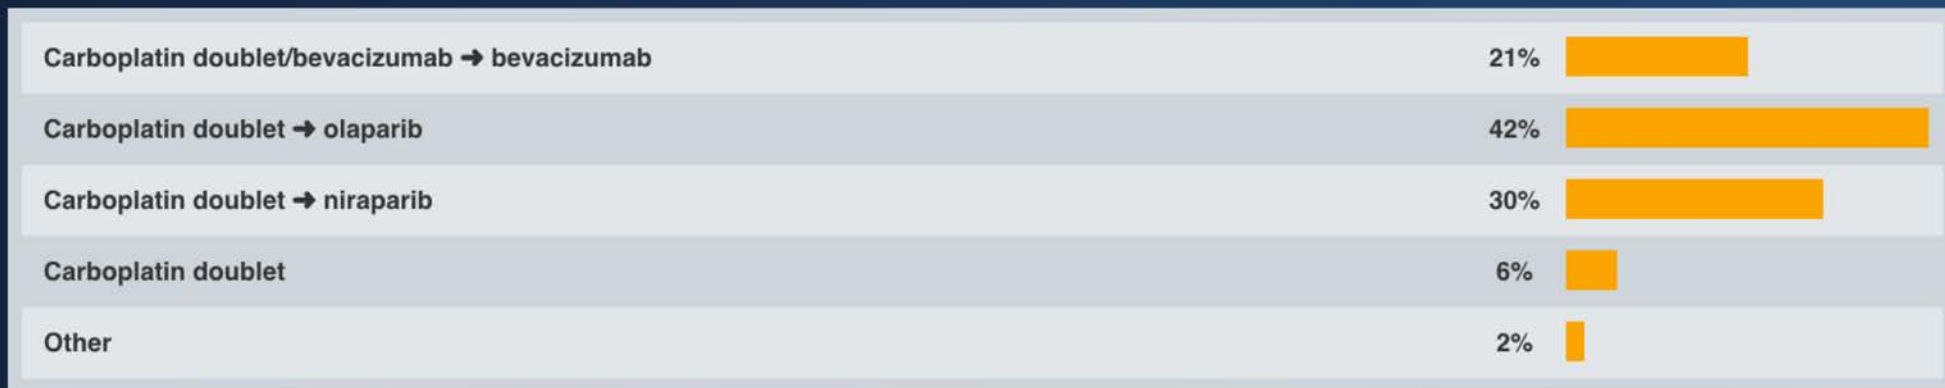 Carboplatin doublet/bevacizumab ➜ bevacizumab 21%
Carboplatin doublet ➜ olaparib 42%
Carboplatin doublet ➜ niraparib 30%
Carboplatin doublet 6%
Other 2%